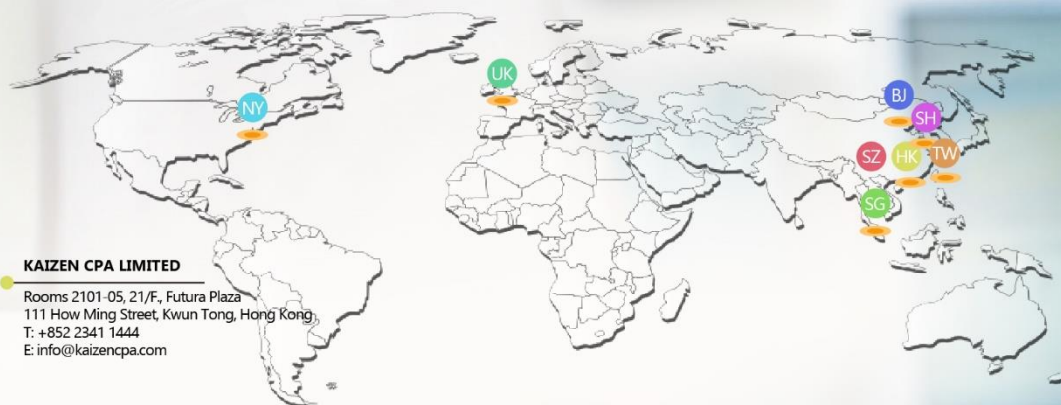 UK
NY
BJ
SH
SZ
HK
TW
SG
KAIZEN CPA LIMITED
Rooms 2101-05, 21/F., Futura Plaza
111 How Ming Street, Kwun Tong, Hong Kong
T: +852 2341 1444
E: info@kaizencpa.com